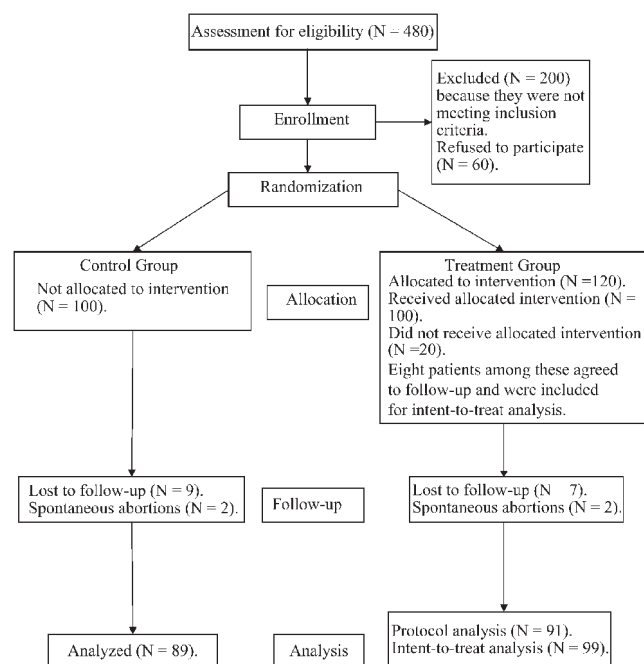 Assessment for eligibility (N = 480)
Excluded (N = 200)
because they were not
meeting inclusion
criteria.
Refused to participate
(N = 60).
Enrollment
Randomization
Control Group
Not allocated to intervention
(N = 100).
Allocation
Treatment Group
Allocated to intervention (N =120).
Received allocated intervention (N =
100).
Did not receive allocated intervention
(N =20).
Eight patients among these agreed
to follow-up and were included
for intent-to-treat analysis.
Lost to follow-up (N = 9).
Spontaneous abortions (N = 2).
Follow-up
Lost to follow-up (N = 7).
Spontaneous abortions (N = 2).
Analyzed (N = 89).
Analysis
Protocol analysis (N = 91).
Intent-to-treat analysis (N = 99).